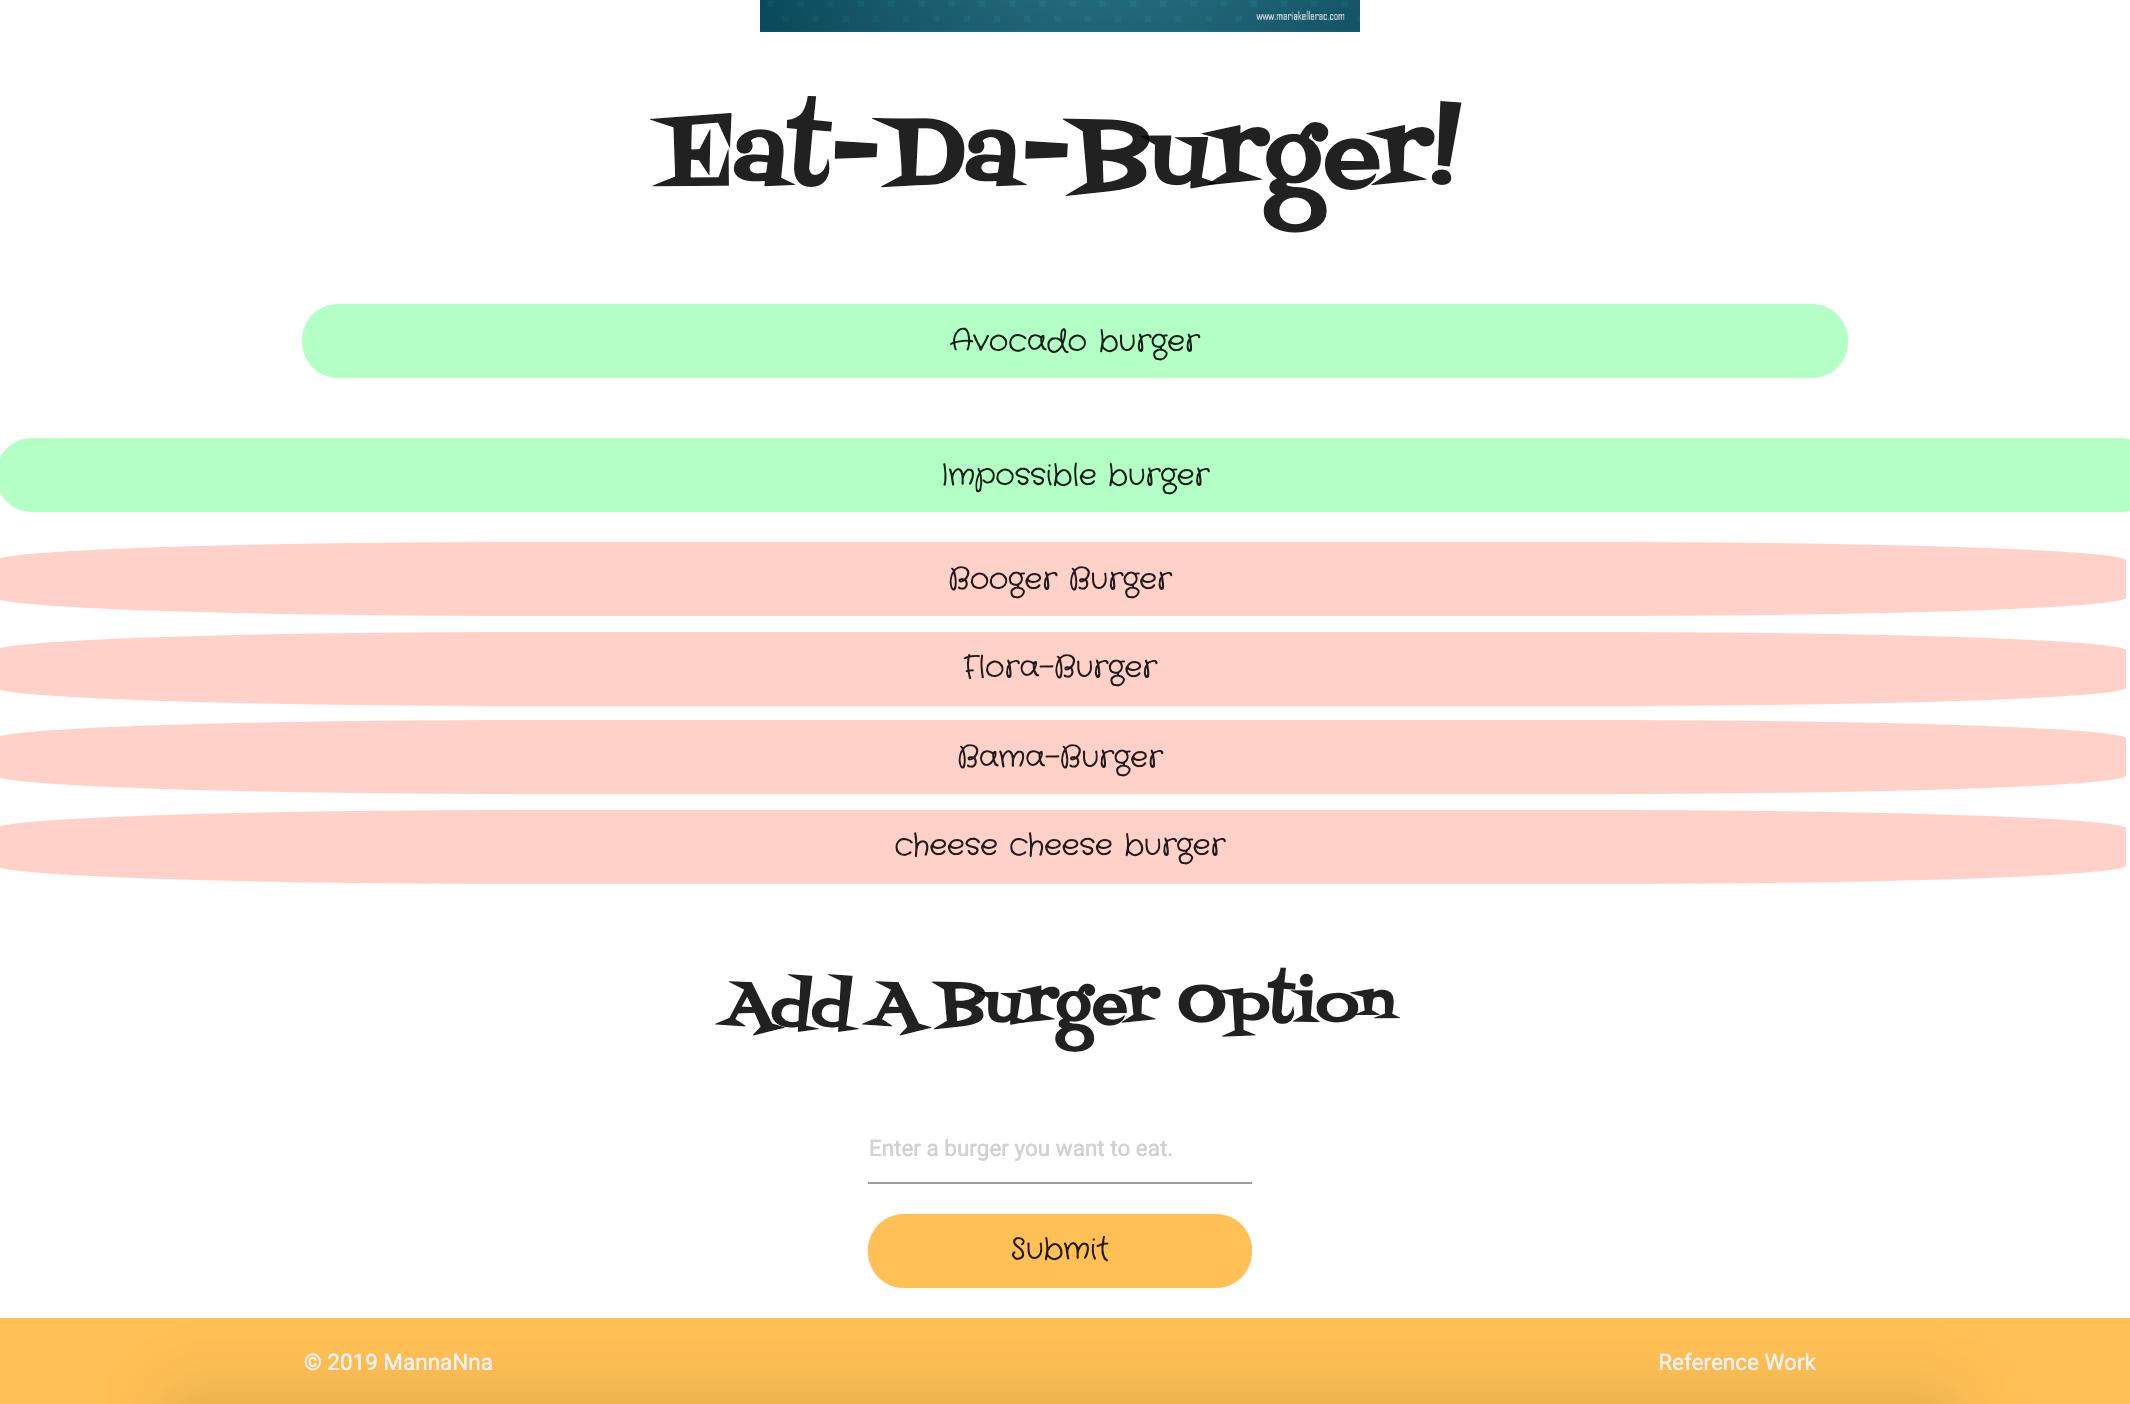 www.mariakellerac.com
Eat-Da-Burger!
Avocado burger
Impossible burger
Booger Burger
Flora-Burger
Bama-Burger
cheese cheese burger
Add A Burger Option
Enter a burger you want to eat.
Submit
© 2019 MannaNna
Reference Work